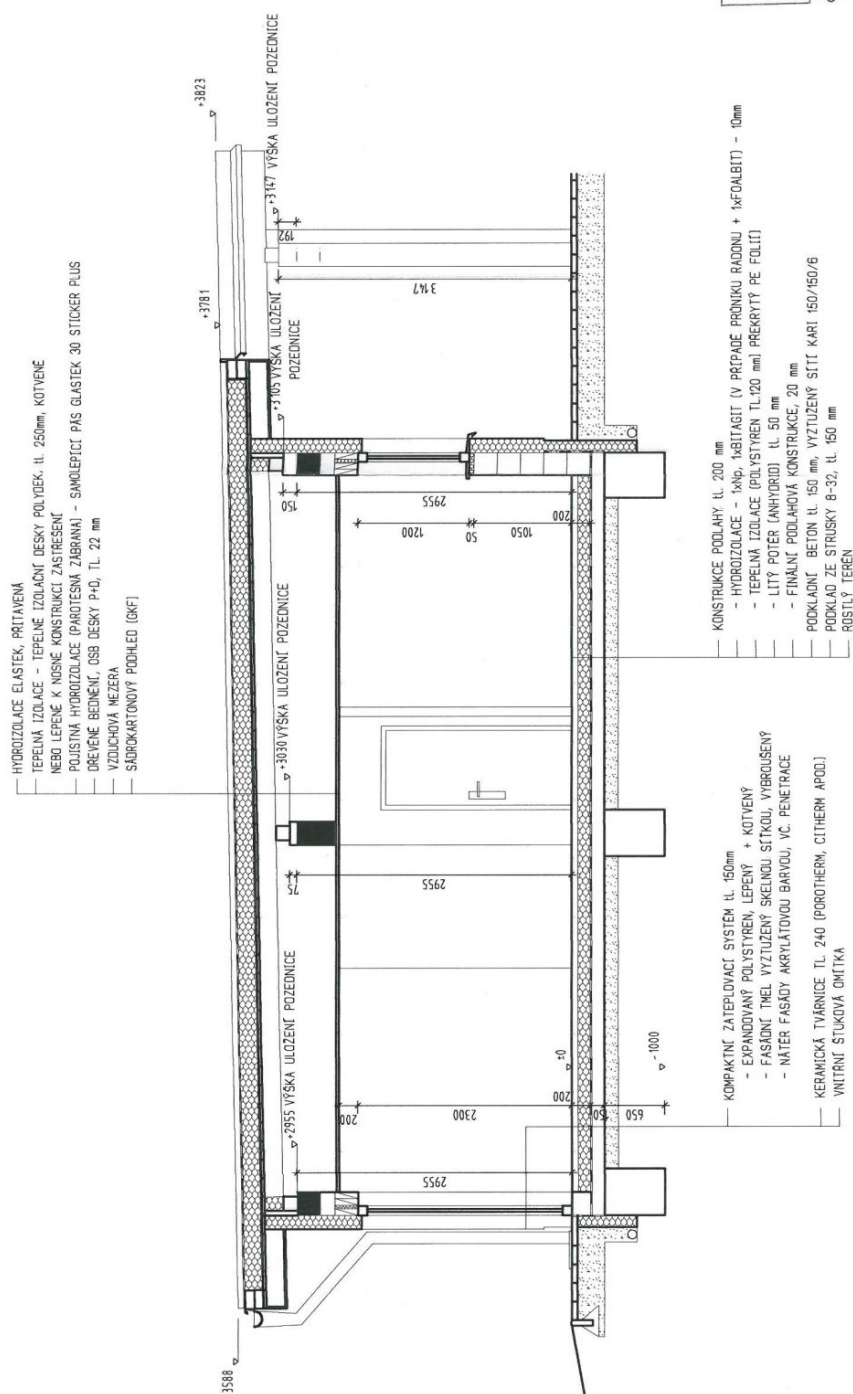 HYDROIZOLACE ELASTEK, PŘITAVENÁ
TEPELNÁ IZOLACE - TEPELNĚ IZOLAČNÍ DESKY POLYDEK, tl. 250mm, KOTVENÉ
NEBO LEPENÉ K NOSNÉ KONSTRUKCI ZASTŘEŠENÍ
POJISTNÁ HYDROIZOLACE (PAROTĚSNÁ ZÁBRANA) - SAMOLEPÍCÍ PÁS GLASTEK 30 STICKER PLUS
DŘEVĚNÉ BEDNĚNÍ, OSB DESKY P+D, TL. 22 mm
VZDUCHOVÁ MEZERA
SÁDROKARTONOVÝ PODHLED (GKF)
3588
+3781
+3823
+2955 VÝŠKA ULOŽENÍ POZEDNICE
+3030 VÝŠKA ULOŽENÍ POZEDNICE
+3105 VÝŠKA ULOŽENÍ
POZEDNICE
+3147 VÝŠKA ULOŽENÍ POZEDNICE
192
3147
2955
200
2300
200
150
650
±0
-1000
75
2955
150
2955
1200
50
1050
200
KOMPAKTNÍ ZATEPLOVACÍ SYSTÉM tl. 150mm
- EXPANDOVANÝ POLYSTYREN, LEPENÝ + KOTVENÝ
- FASÁDNÍ TMEL VYZTUŽENÝ SKELNOU SÍŤKOU, VYBROUŠENÝ
- NÁTĚR FASÁDY AKRYLÁTOVOU BARVOU, VČ. PENETRACE
KERAMICKÁ TVÁRNICE TL. 240 (POROTHERM, CITHERM APOD.)
VNITŘNÍ ŠTUKOVÁ OMÍTKA
KONSTRUKCE PODLAHY tl. 200 mm
- HYDROIZOLACE - 1xNp, 1xBITAGIT (V PŘÍPADĚ PRŮNIKU RADONU + 1xFOALBIT) - 10mm
- TEPELNÁ IZOLACE (POLYSTYREN TL.120 mm) PŘEKRYTÝ PE FOLIÍ)
- LITÝ POTĚR (ANHYDRID) tl. 50 mm
- FINÁLNÍ PODLAHOVÁ KONSTRUKCE, 20 mm
PODKLADNÍ BETON tl. 150 mm, VYZTUŽENÝ SÍTÍ KARI 150/150/6
PODKLAD ZE STRUSKY 8-32, tl. 150 mm
ROSTLÝ TERÉN